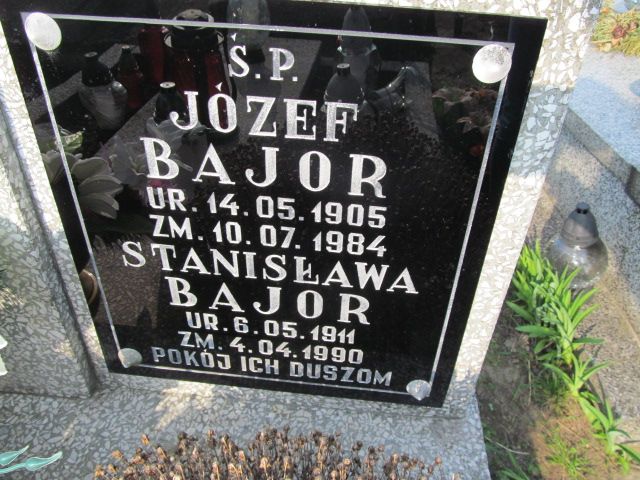 Ś.P.
JÓZEF
BAJOR
UR. 14.05.1905
ZM. 10.07.1984
STANISŁAWA
BAJOR
UR. 6.05.1911
ZM. 4.04.1990
POKÓJ ICH DUSZOM